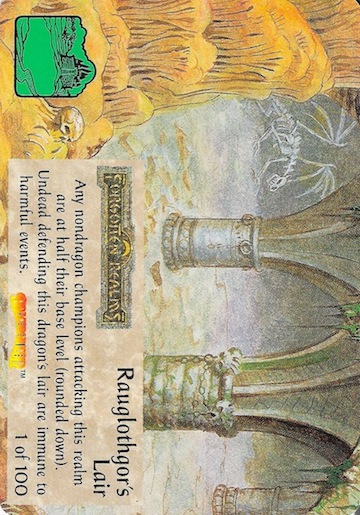 Rauglothgor's
Lair
FORGOTTEN REALMS
Any nondragon champions attacking this realm
are at half their base level (rounded down).
Undead defending this dragon's lair are immune to
harmful events.
™
1 of 100